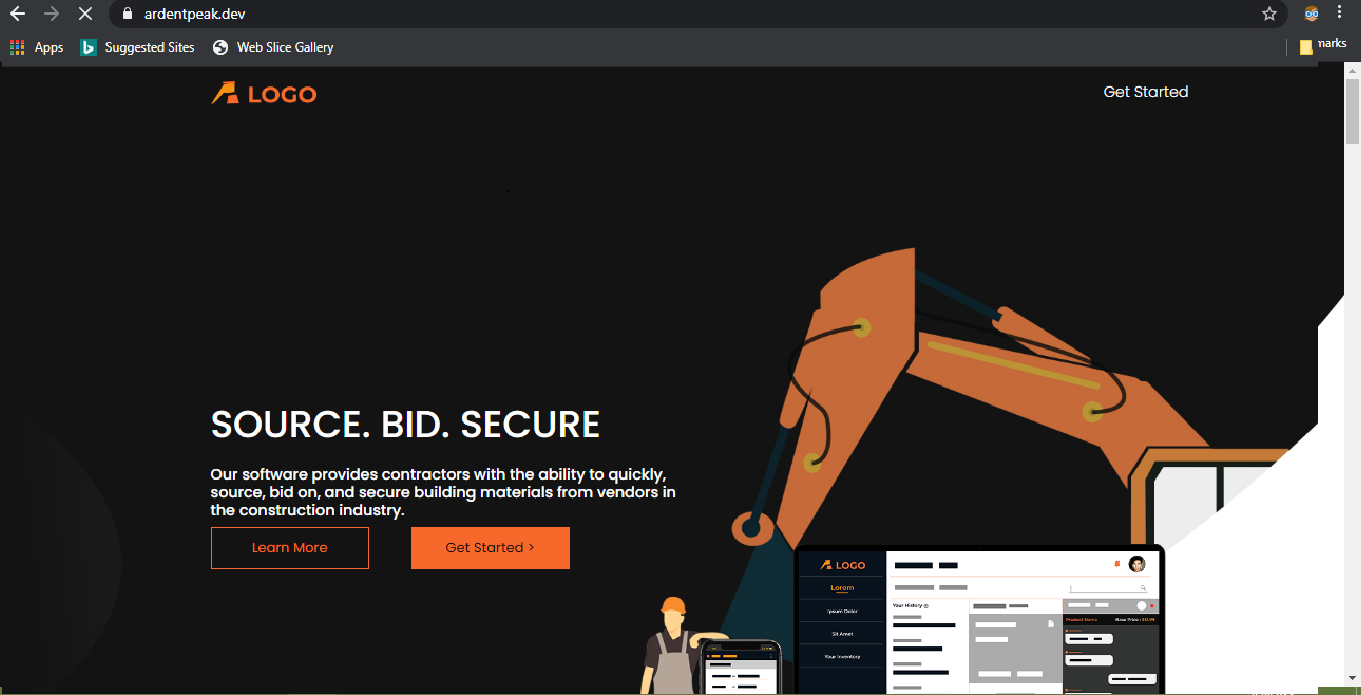 ardentpeak.dev
Apps Suggested Sites Web Slice Gallery
marks
LOGO
Get Started
SOURCE. BID. SECURE
Our software provides contractors with the ability to quickly,
source, bid on, and secure building materials from vendors in
the construction industry.
Learn More
Get Started >
LOGO
Lorem
Ipsum Dolor
Sit Amet
Your Inventory
Your History
Product Name
Base Price : $12.99